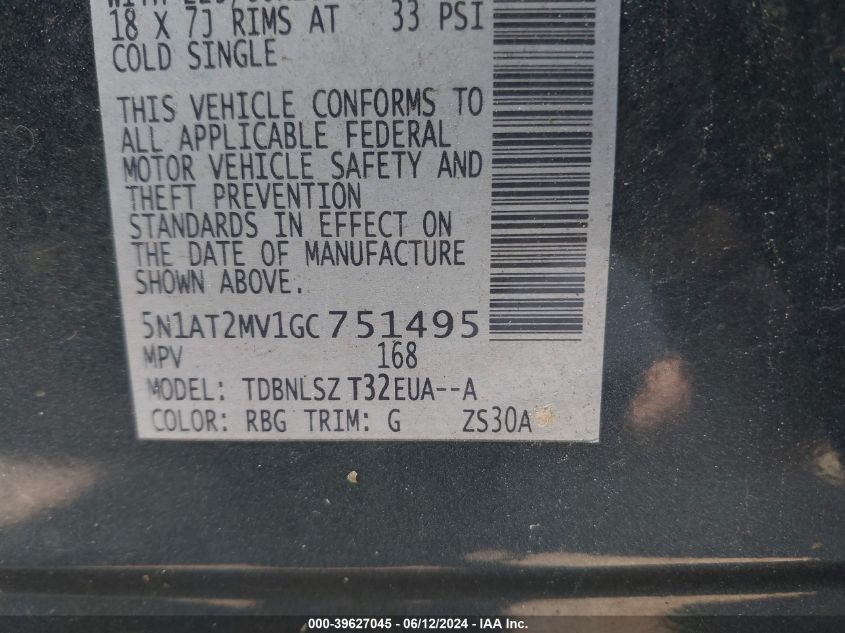 18 X 7J RIMS AT 33 PSI
COLD SINGLE
THIS VEHICLE CONFORMS TO
ALL APPLICABLE FEDERAL
MOTOR VEHICLE SAFETY AND
THEFT PREVENTION
STANDARDS IN EFFECT ON
THE DATE OF MANUFACTURE
SHOWN ABOVE.
5N1AT2MV1GC751495
MPV 168
MODEL: TDBNLSZ T32EUA--A
COLOR: RBG TRIM: G ZS30A
000-39627045 - 06/12/2024 - © IAA Inc.